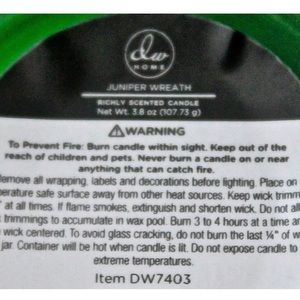 dw
HOME
JUNIPER WREATH
RICHLY SCENTED CANDLE
Net Wt. 3.8 oz (107.73 g)
⚠WARNING
To Prevent Fire: Burn candle within sight. Keep out of the
reach of children and pets. Never burn a candle on or near
anything that can catch fire.
emove all wrapping, labels and decorations before lighting. Place on
perature safe surface away from other heat sources. Keep wick trimm
" at all times. If flame smokes, extinguish and shorten wick. Do not all
trimmings to accumulate in wax pool. Burn 3 to 4 hours at a time an
wick centered. To avoid glass cracking, do not burn the last ¼" of w
jar. Container will be hot when candle is lit. Do not expose candle to
extreme temperatures.
Item DW7403